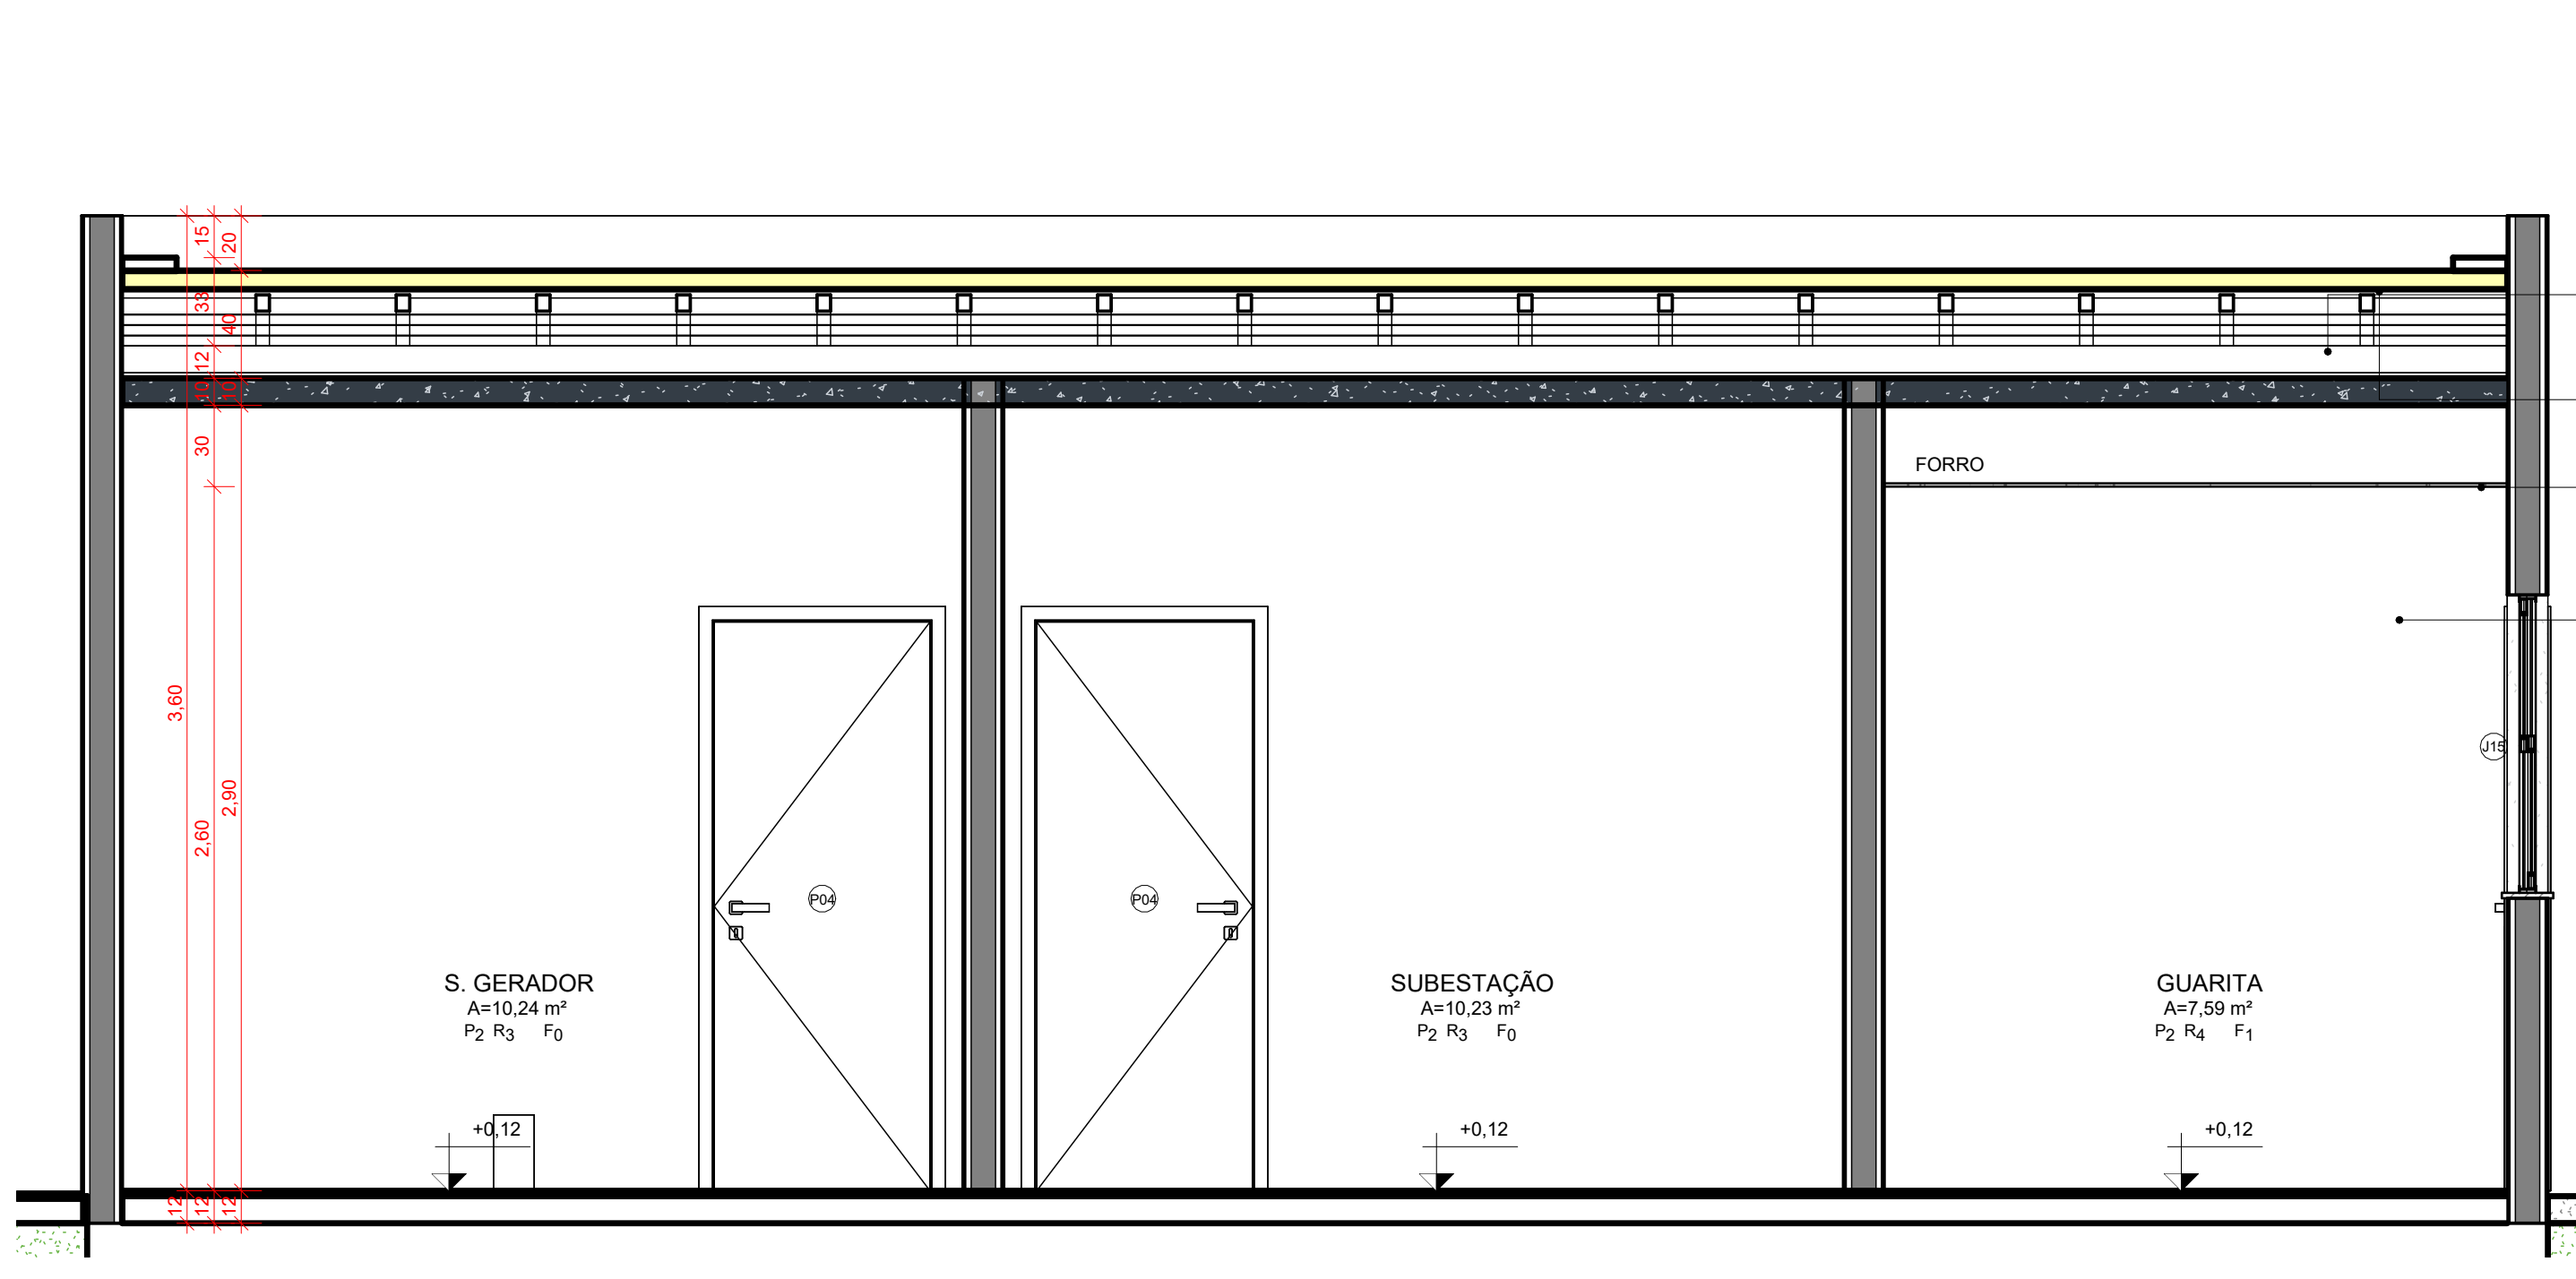 15
20
33
40
12
10
10
30
FORRO
3,60
2,90
2,60
J15
P04
P04
S. GERADOR
A=10,24 m²
P2 R3 F0
SUBESTAÇÃO
A=10,23 m²
P2 R3 F0
GUARITA
A=7,59 m²
P2 R4 F1
+0,12
+0,12
+0,12
12
12
12